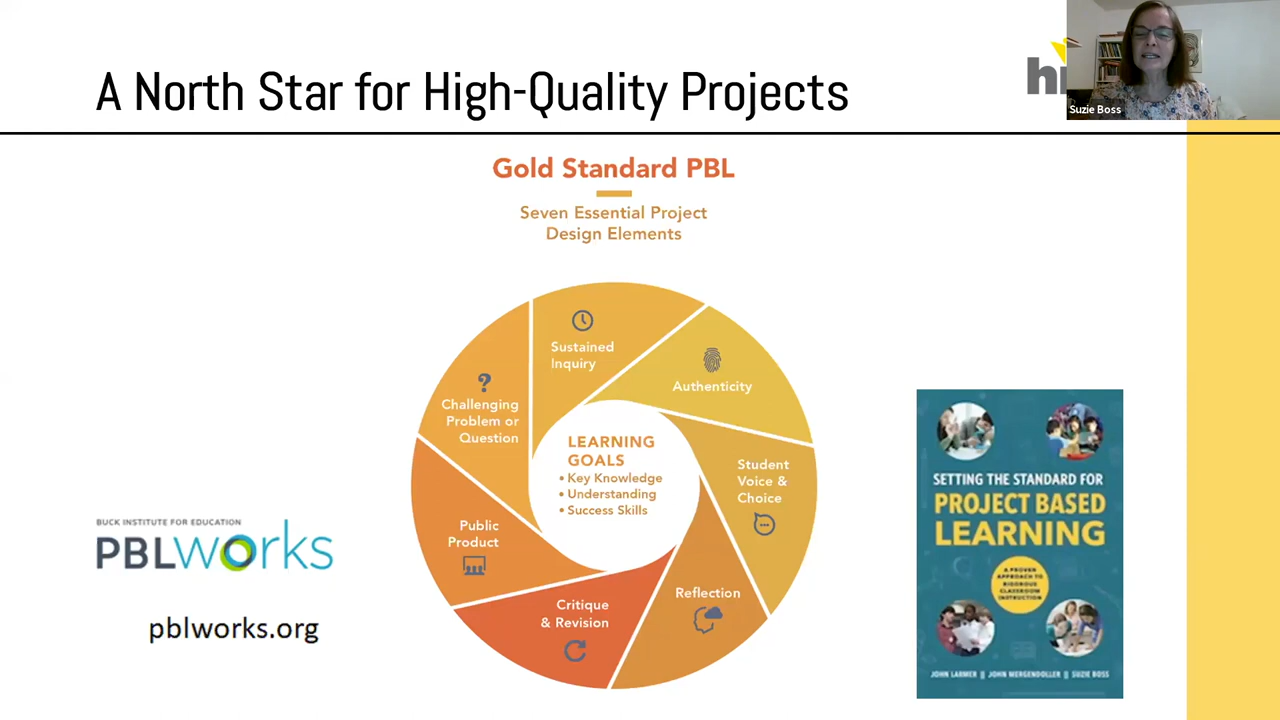 A North Star for High-Quality Projects
Suzie Boss
Gold Standard PBL
Seven Essential Project
Design Elements
Sustained
Inquiry
Authenticity
Challenging
Problem or
Question
LEARNING
GOALS
• Key Knowledge
• Understanding
• Success Skills
Student
Voice &
Choice
Public
Product
Reflection
Critique
& Revision
BUCK INSTITUTE FOR EDUCATION
PBLWORKS
pblworks.org
SETTING THE STANDARD FOR
PROJECT BASED
LEARNING
A PROVEN
APPROACH TO
RIGOROUS
CLASSROOM
INSTRUCTION
JOHN LARMER || JOHN MERGENDOLLER || SUZIE BOSS